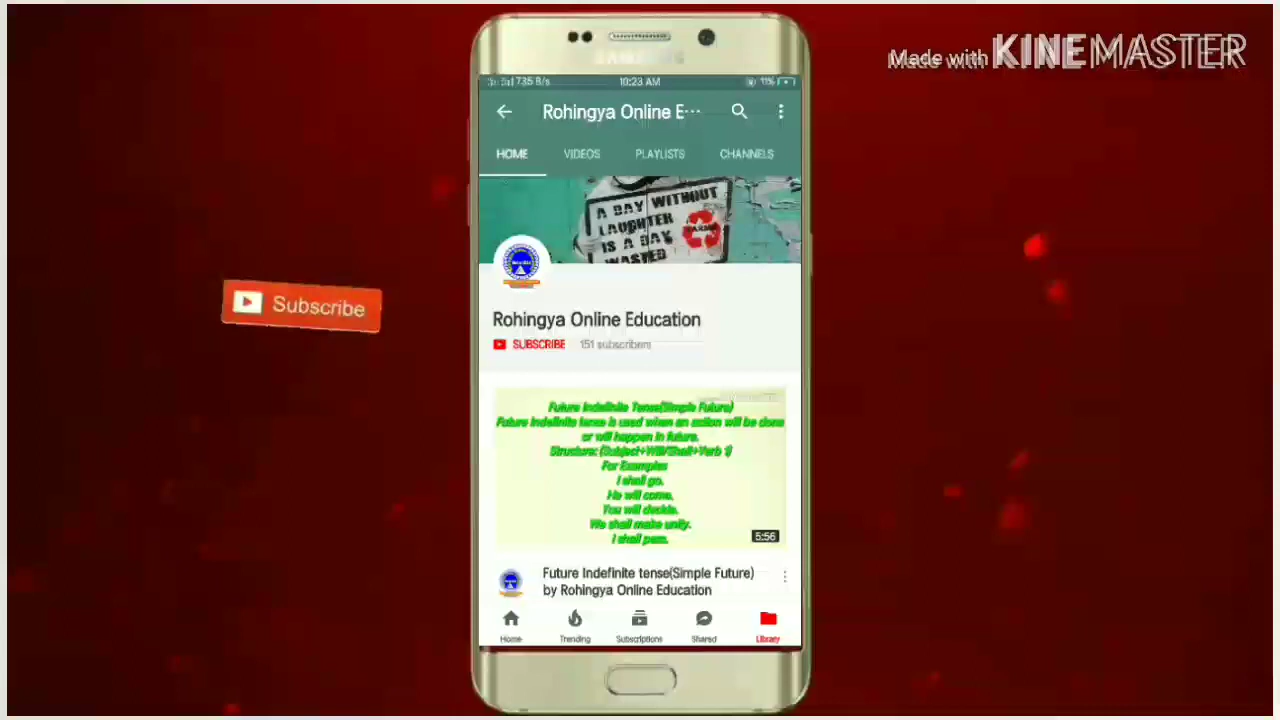 Made with KINEMASTER
SAMSUNG
735 B/s
10:23 AM
11%
Rohingya Online E...
HOME
VIDEOS
PLAYLISTS
CHANNELS
A DAY WITHOUT
LAUGHTER
IS A DAY
WASTED
Subscribe
Rohingya Online Education
SUBSCRIBE
151 subscribers
Future Indefinite Tense(Simple Future)
Future Indefinite tense is used when an action will be done
or will happen in future.
Structure: (Subject+Will/Shall+Verb 1)
For Examples
I shall go.
He will come.
You will decide.
We shall make unity.
I shall pass.
5:56
Future Indefinite tense(Simple Future)
by Rohingya Online Education
Home
Trending
Subscriptions
Shared
Library